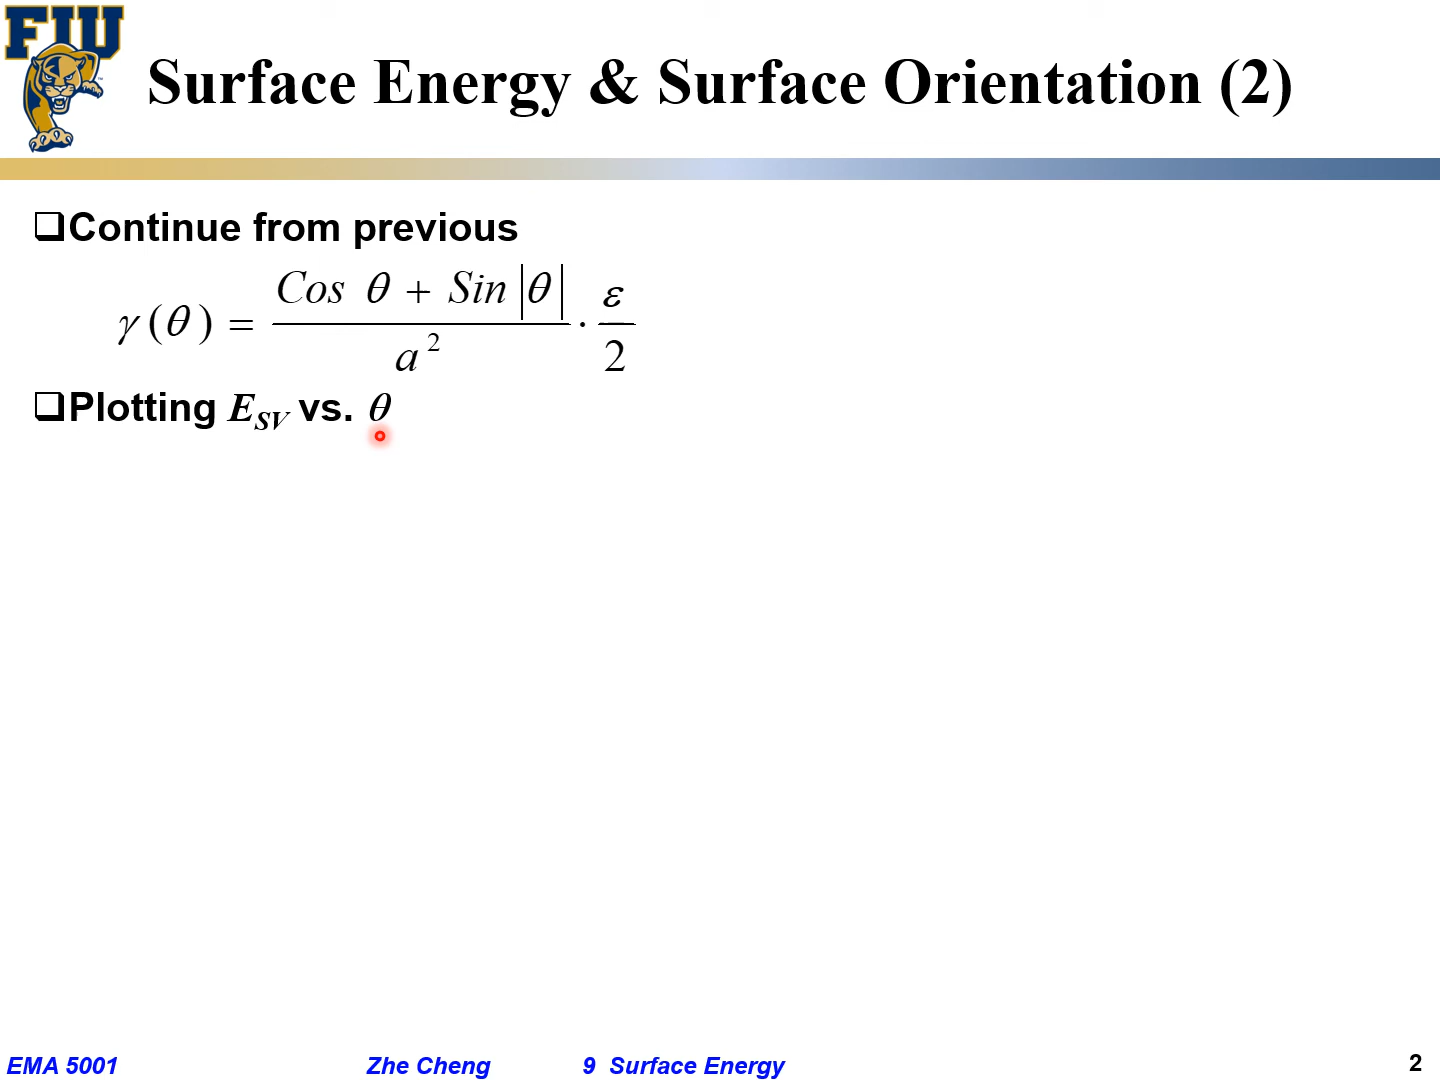 FIU
Surface Energy & Surface Orientation (2)
❑Continue from previous
γ(θ) = (Cos θ + Sin |θ|) / a² · ε / 2
❑Plotting E_SV vs. θ
EMA 5001 Zhe Cheng 9 Surface Energy 2